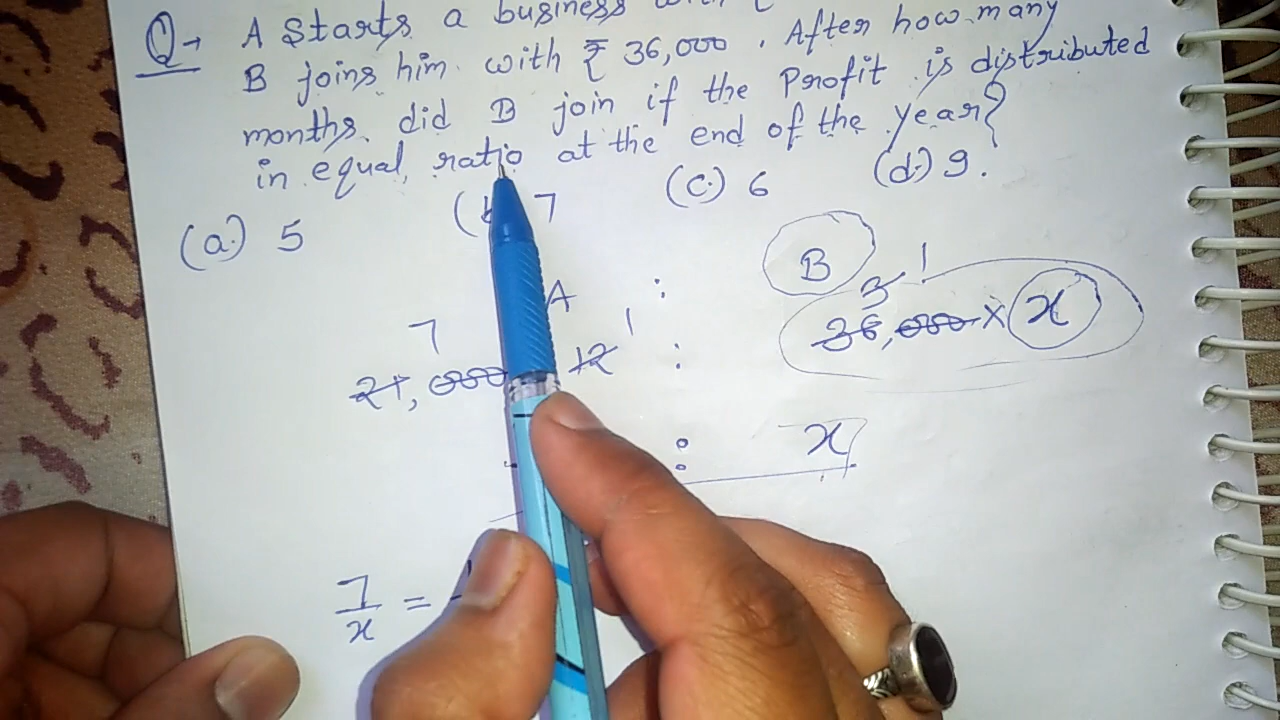 Q→ A Starts a business
B joins him with ₹ 36,000 . After how many
months did B join if the Profit is distributed
in equal ratio at the end of the year?
(a) 5 7 (c) 6 (d) 9.
A : B
7 1 : 3 1
21,000 12 : 36,000 × x
: x
7/x =